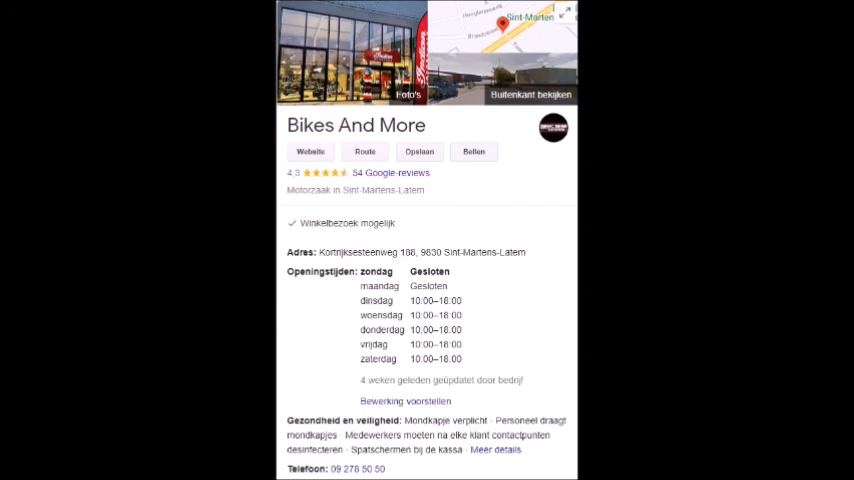 Indian
Indian
Sint-Marten
Foto's
Buitenkant bekijken
Bikes And More
Website Route Opslaan Bellen
4,3 54 Google-reviews
Motorzaak in Sint-Martens-Latem
Winkelbezoek mogelijk
Adres: Kortrijksesteenweg 188, 9830 Sint-Martens-Latem
Openingstijden: zondag Gesloten
maandag Gesloten
dinsdag 10:00–18:00
woensdag 10:00–18:00
donderdag 10:00–18:00
vrijdag 10:00–18:00
zaterdag 10:00–18:00
4 weken geleden geüpdatet door bedrijf
Bewerking voorstellen
Gezondheid en veiligheid: Mondkapje verplicht · Personeel draagt
mondkapjes · Medewerkers moeten na elke klant contactpunten
desinfecteren · Spatschermen bij de kassa · Meer details
Telefoon: 09 278 50 50